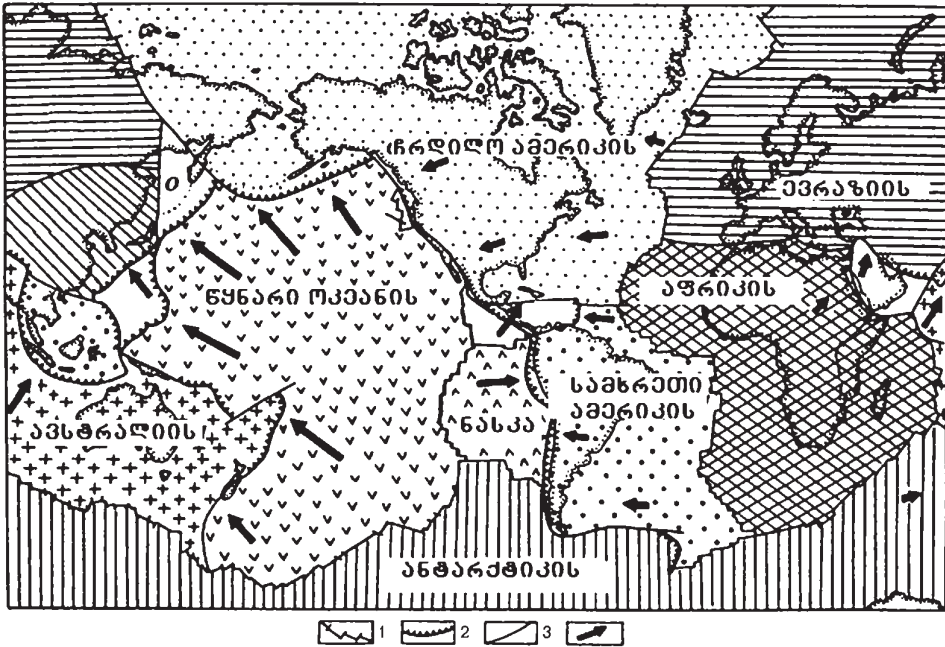 ჩრდილო ამერიკის
ევრაზიის
წყნარი ოკეანის
აფრიკის
სამხრეთი
ამერიკის
ნასკა
ავსტრალიის
ანტარქტიკის
1 2 3